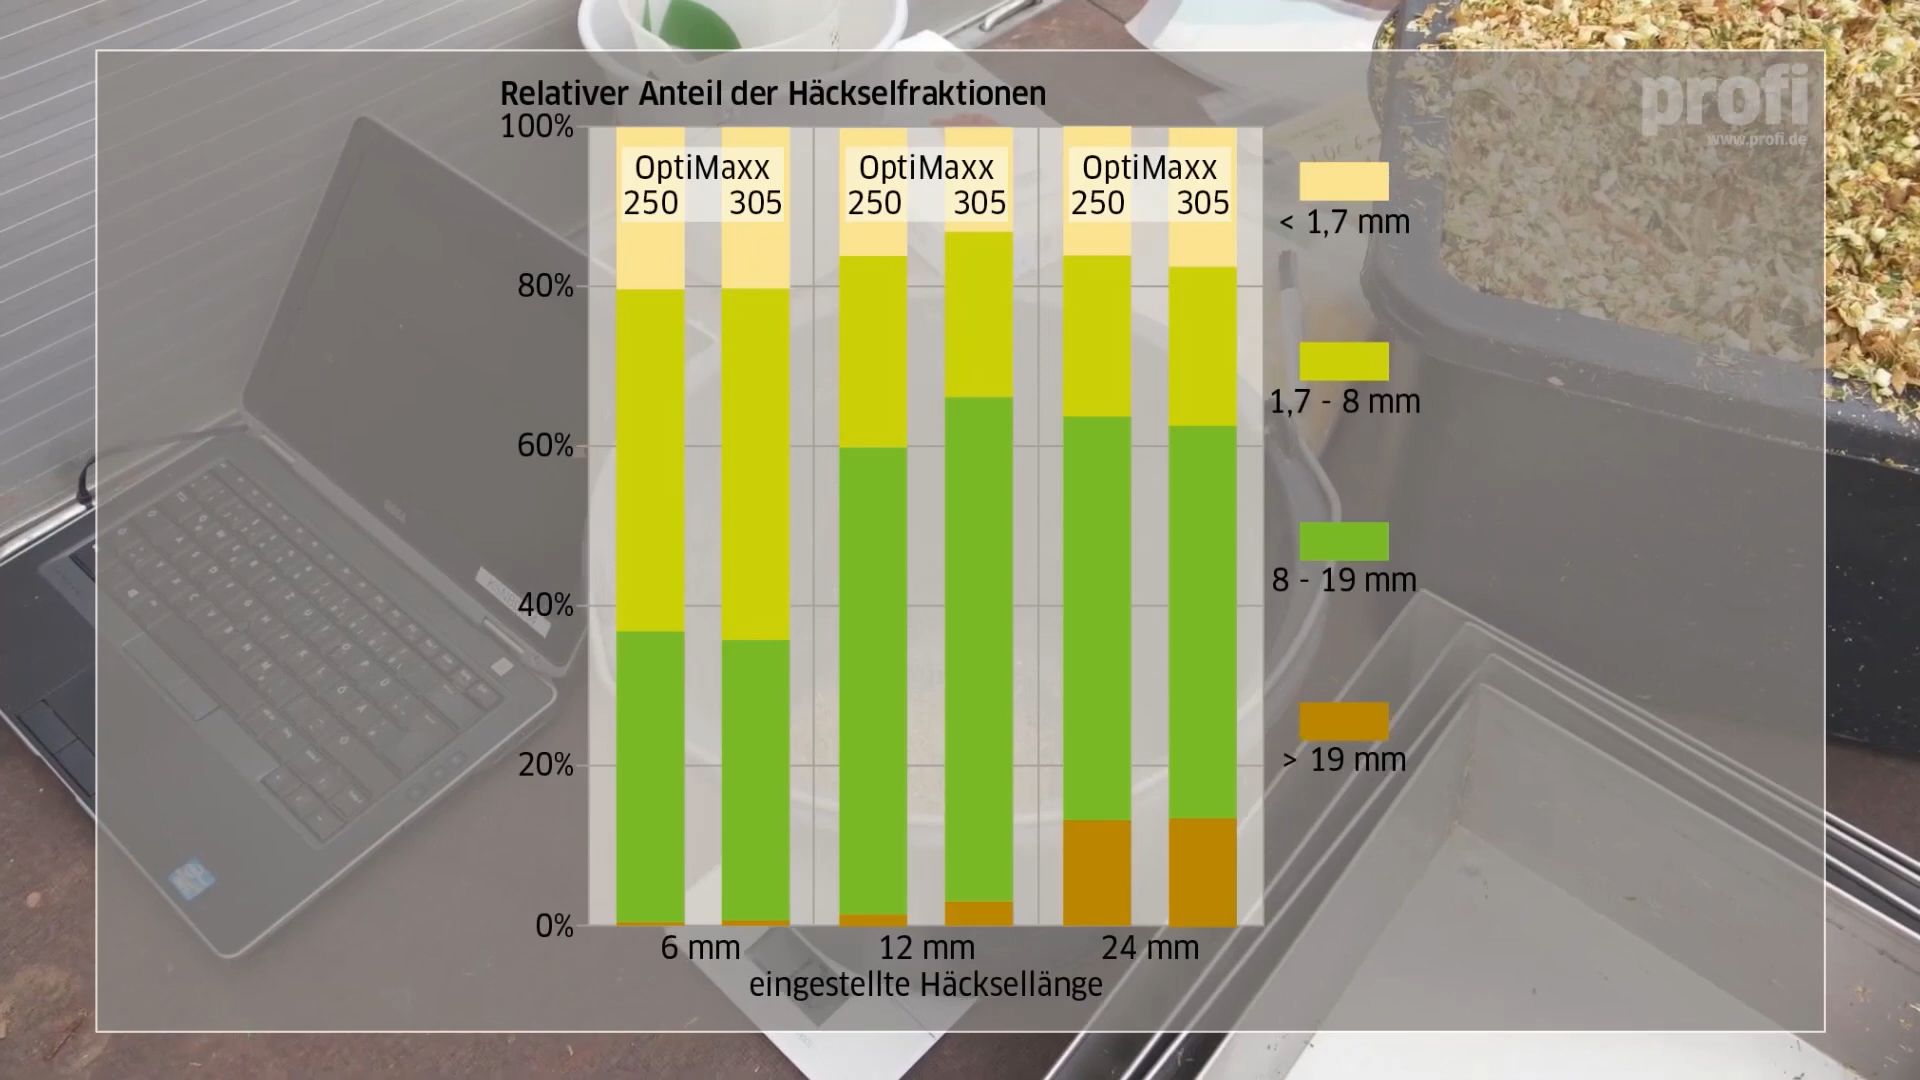 Relativer Anteil der Häckselfraktionen
profi
www.profi.de
100%
80%
60%
40%
20%
0%
OptiMaxx
250 305
OptiMaxx
250 305
OptiMaxx
250 305
< 1,7 mm
1,7 - 8 mm
8 - 19 mm
> 19 mm
6 mm 12 mm 24 mm
eingestellte Häcksellänge